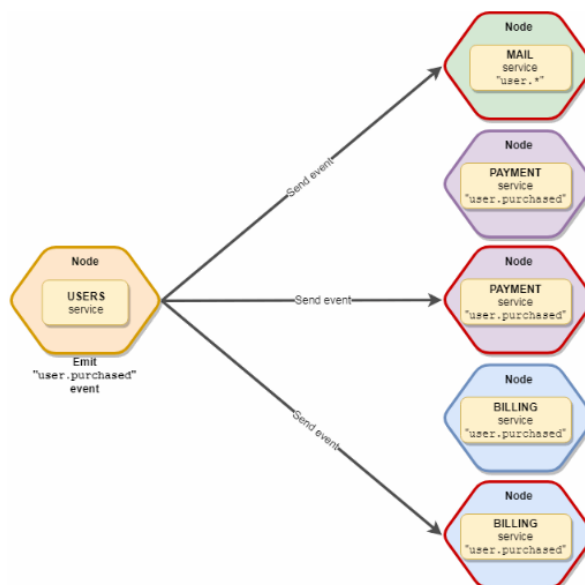 Node
MAIL
service
"user.*"
Send event
Node
PAYMENT
service
"user.purchased"
Node
USERS
service
Emit
"user.purchased"
event
Send event
Node
PAYMENT
service
"user.purchased"
Send event
Node
BILLING
service
"user.purchased"
Node
BILLING
service
"user.purchased"